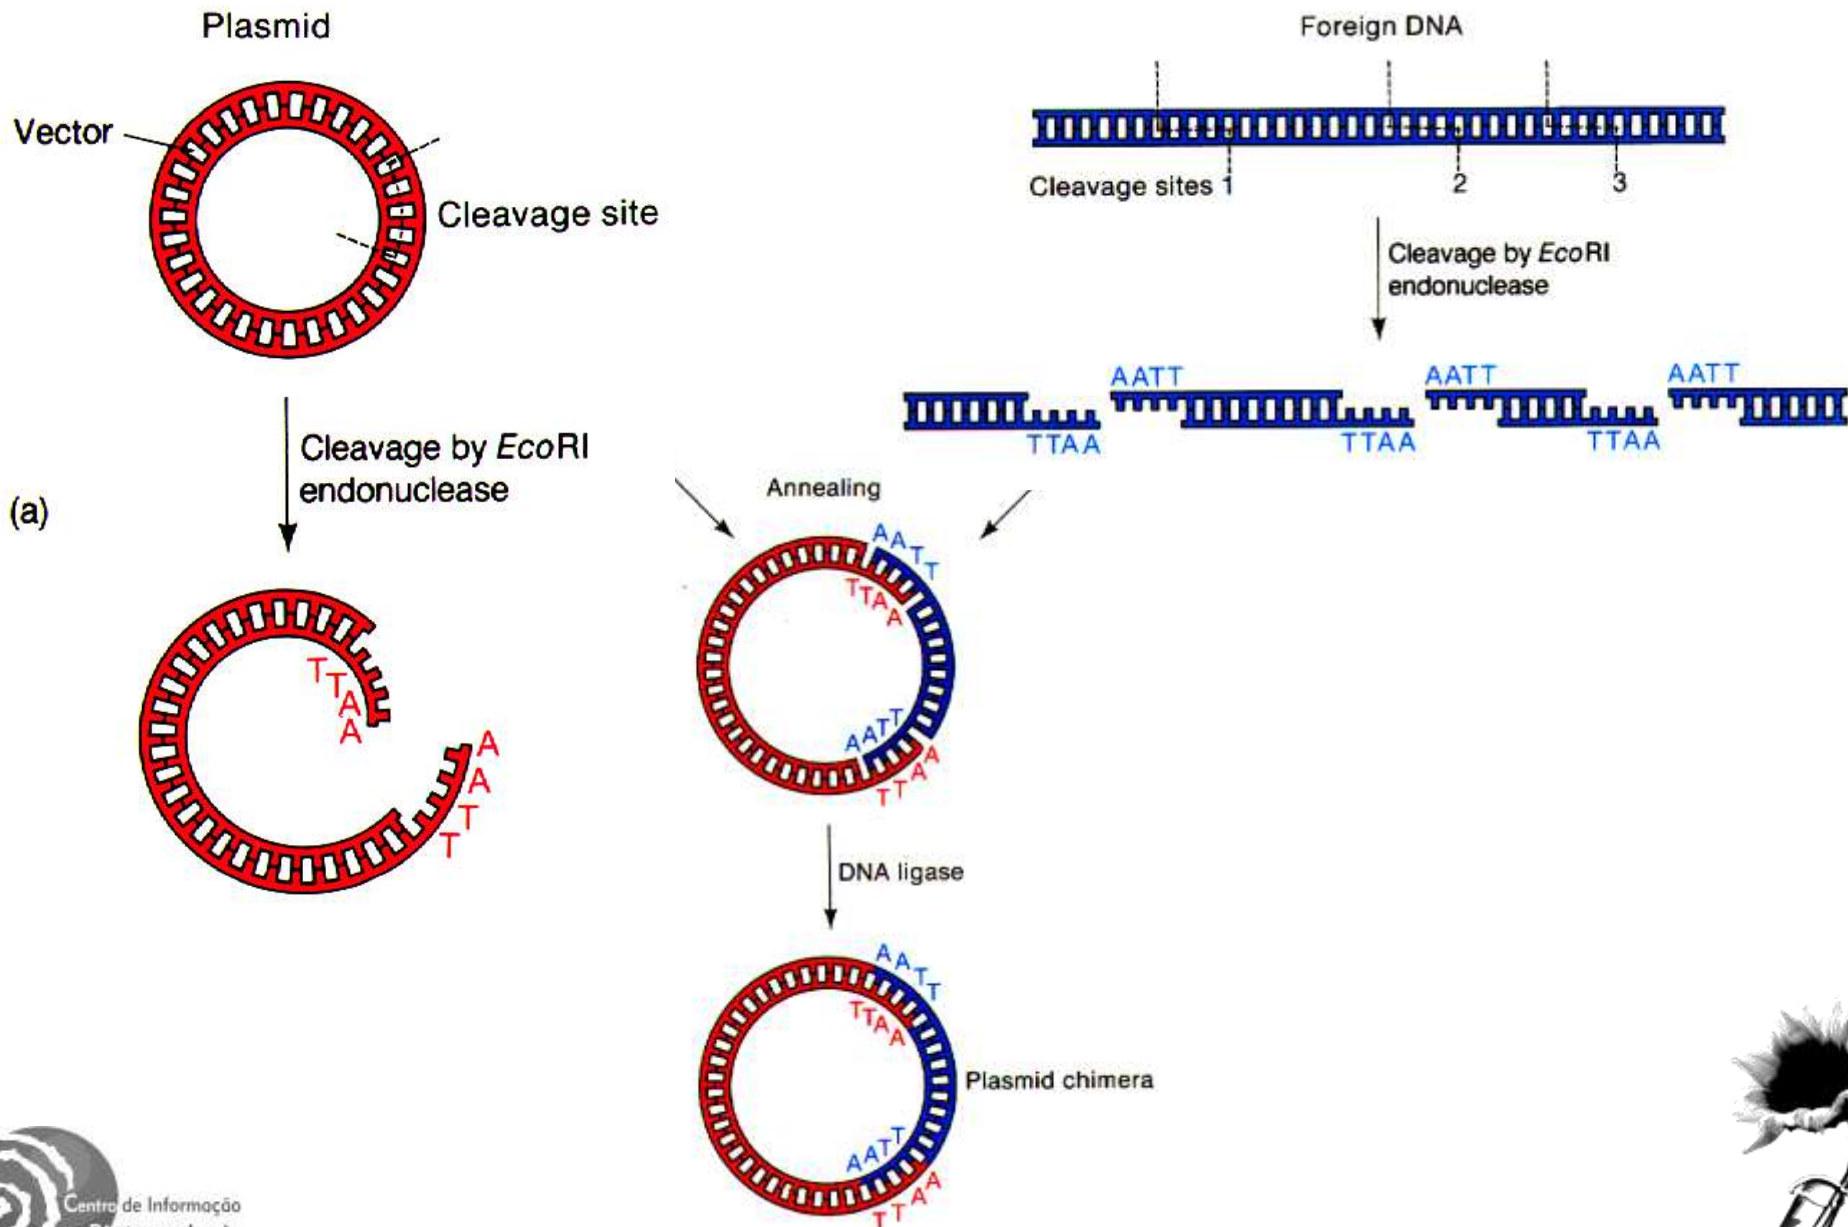 Plasmid
Vector
Cleavage site
Cleavage by EcoRI
endonuclease
(a)
T
T
A
A
A
A
T
T
Foreign DNA
Cleavage sites 1 2 3
Cleavage by EcoRI
endonuclease
AATT AATT AATT
TTAA TTAA TTAA
Annealing
AATT
TTAA
AATT
TTAA
DNA ligase
AATT
TTAA
Plasmid chimera
AATT
TTAA
Centro de Informação